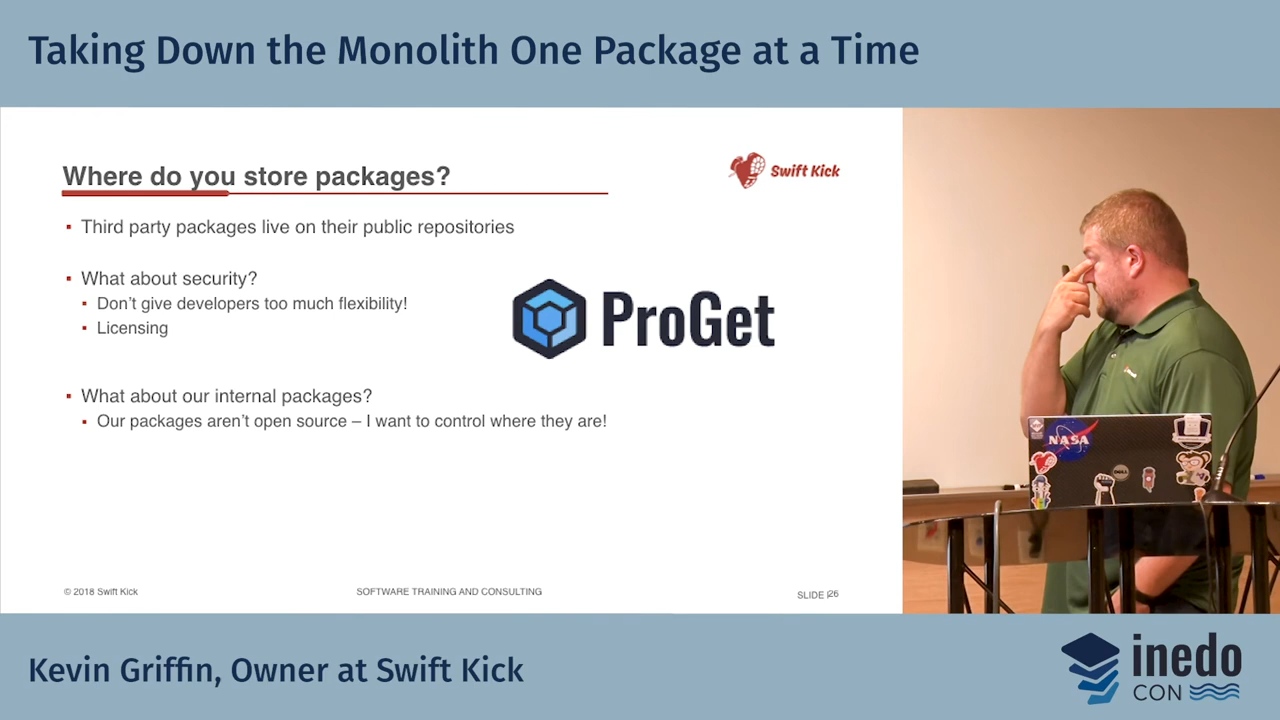 Taking Down the Monolith One Package at a Time
Where do you store packages?
Swift Kick
Third party packages live on their public repositories
What about security?
Don’t give developers too much flexibility!
Licensing
ProGet
What about our internal packages?
Our packages aren’t open source – I want to control where they are!
© 2018 Swift Kick
SOFTWARE TRAINING AND CONSULTING
SLIDE 26
NASA
DELL
Kevin Griffin, Owner at Swift Kick
inedo
CON